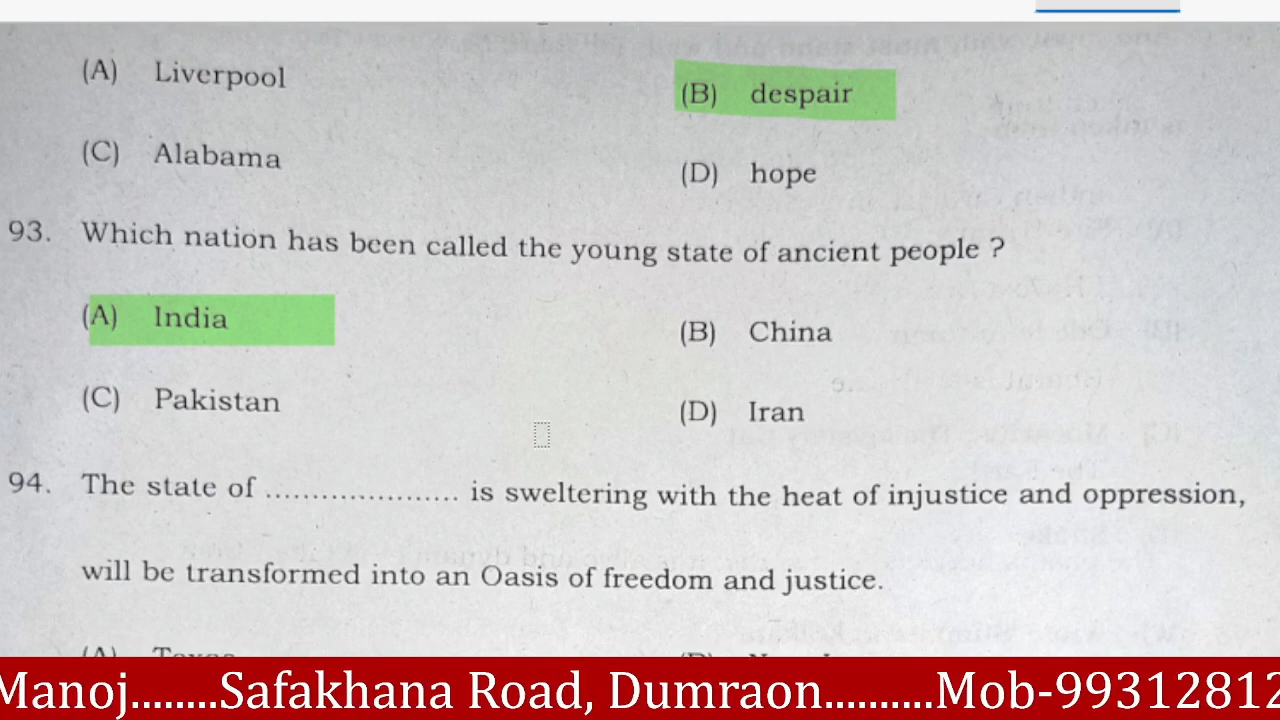 (A) Liverpool
(B) despair
(C) Alabama
(D) hope
93. Which nation has been called the young state of ancient people ?
(A) India
(B) China
(C) Pakistan
(D) Iran
94. The state of ..................... is sweltering with the heat of injustice and oppression,
will be transformed into an Oasis of freedom and justice.
(A) Texas
Manoj........Safakhana Road, Dumraon..........Mob-99312812